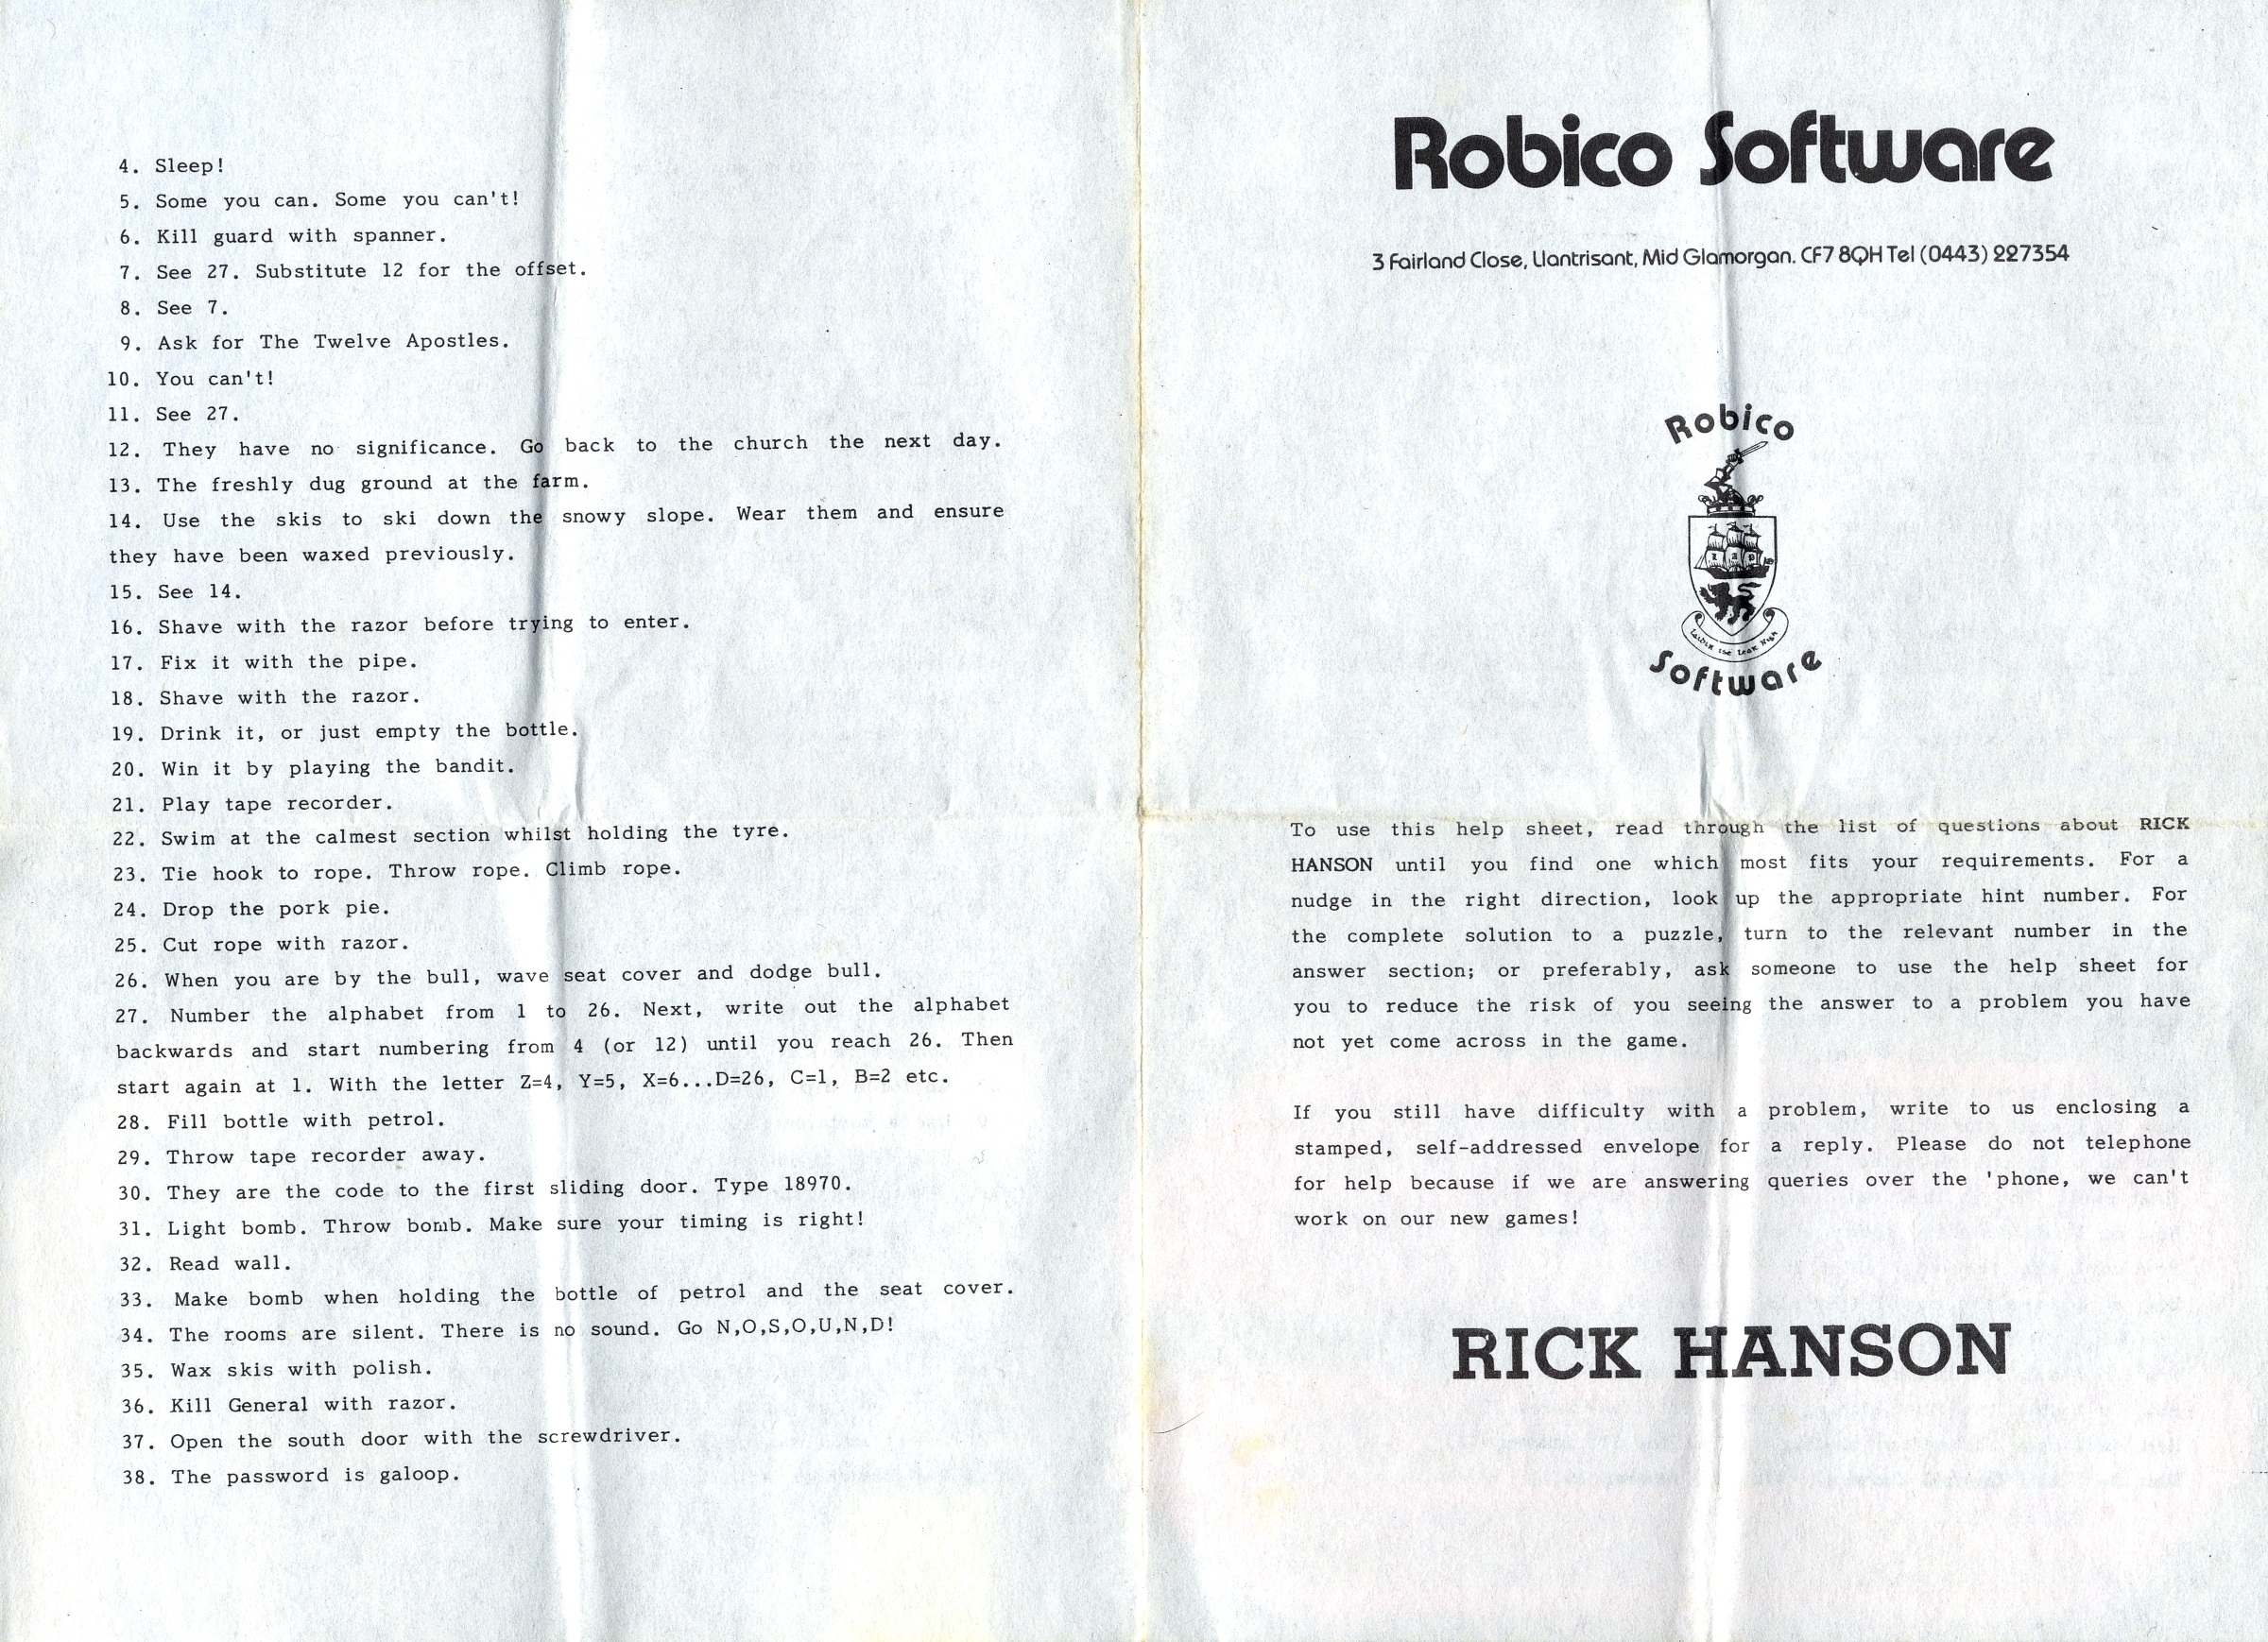 4. Sleep!
5. Some you can. Some you can't!
6. Kill guard with spanner.
7. See 27. Substitute 12 for the offset.
8. See 7.
9. Ask for The Twelve Apostles.
10. You can't!
11. See 27.
12. They have no significance. Go back to the church the next day.
13. The freshly dug ground at the farm.
14. Use the skis to ski down the snowy slope. Wear them and ensure
they have been waxed previously.
15. See 14.
16. Shave with the razor before trying to enter.
17. Fix it with the pipe.
18. Shave with the razor.
19. Drink it, or just empty the bottle.
20. Win it by playing the bandit.
21. Play tape recorder.
22. Swim at the calmest section whilst holding the tyre.
23. Tie hook to rope. Throw rope. Climb rope.
24. Drop the pork pie.
25. Cut rope with razor.
26. When you are by the bull, wave seat cover and dodge bull.
27. Number the alphabet from 1 to 26. Next, write out the alphabet
backwards and start numbering from 4 (or 12) until you reach 26. Then
start again at 1. With the letter Z=4, Y=5, X=6...D=26, C=1, B=2 etc.
28. Fill bottle with petrol.
29. Throw tape recorder away.
30. They are the code to the first sliding door. Type 18970.
31. Light bomb. Throw bomb. Make sure your timing is right!
32. Read wall.
33. Make bomb when holding the bottle of petrol and the seat cover.
34. The rooms are silent. There is no sound. Go N,O,S,O,U,N,D!
35. Wax skis with polish.
36. Kill General with razor.
37. Open the south door with the screwdriver.
38. The password is galoop.
Robico Software
3 Fairland Close, Llantrisant, Mid Glamorgan. CF7 8QH Tel (0443) 227354
Robico
Software
To use this help sheet, read through the list of questions about RICK
HANSON until you find one which most fits your requirements. For a
nudge in the right direction, look up the appropriate hint number. For
the complete solution to a puzzle, turn to the relevant number in the
answer section; or preferably, ask someone to use the help sheet for
you to reduce the risk of you seeing the answer to a problem you have
not yet come across in the game.
If you still have difficulty with a problem, write to us enclosing a
stamped, self-addressed envelope for a reply. Please do not telephone
for help because if we are answering queries over the 'phone, we can't
work on our new games!
RICK HANSON